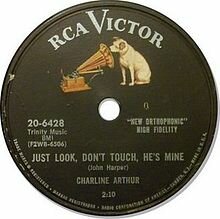 RCA VICTOR
20-6428
Trinity Music
BMI
(F2WB-6506)
"NEW ORTHOPHONIC"
HIGH FIDELITY
JUST LOOK, DON'T TOUCH, HE'S MINE
(John Harper)
CHARLINE ARTHUR
2:10